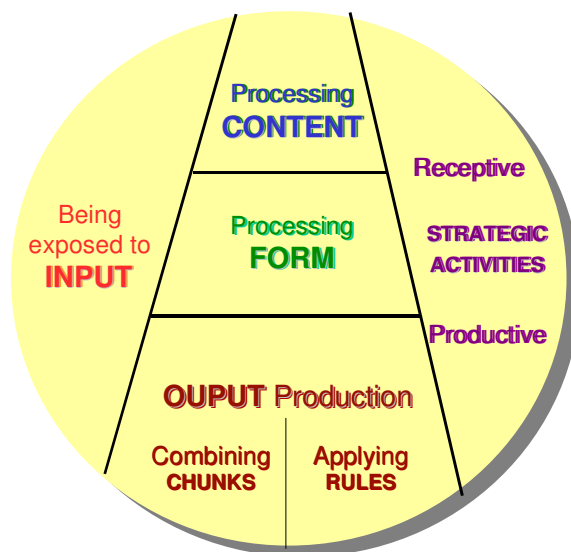 Processing
CONTENT
Being
exposed to
INPUT
Processing
FORM
Receptive
STRATEGIC
ACTIVITIES
Productive
OUPUT Production
Combining
CHUNKS
Applying
RULES